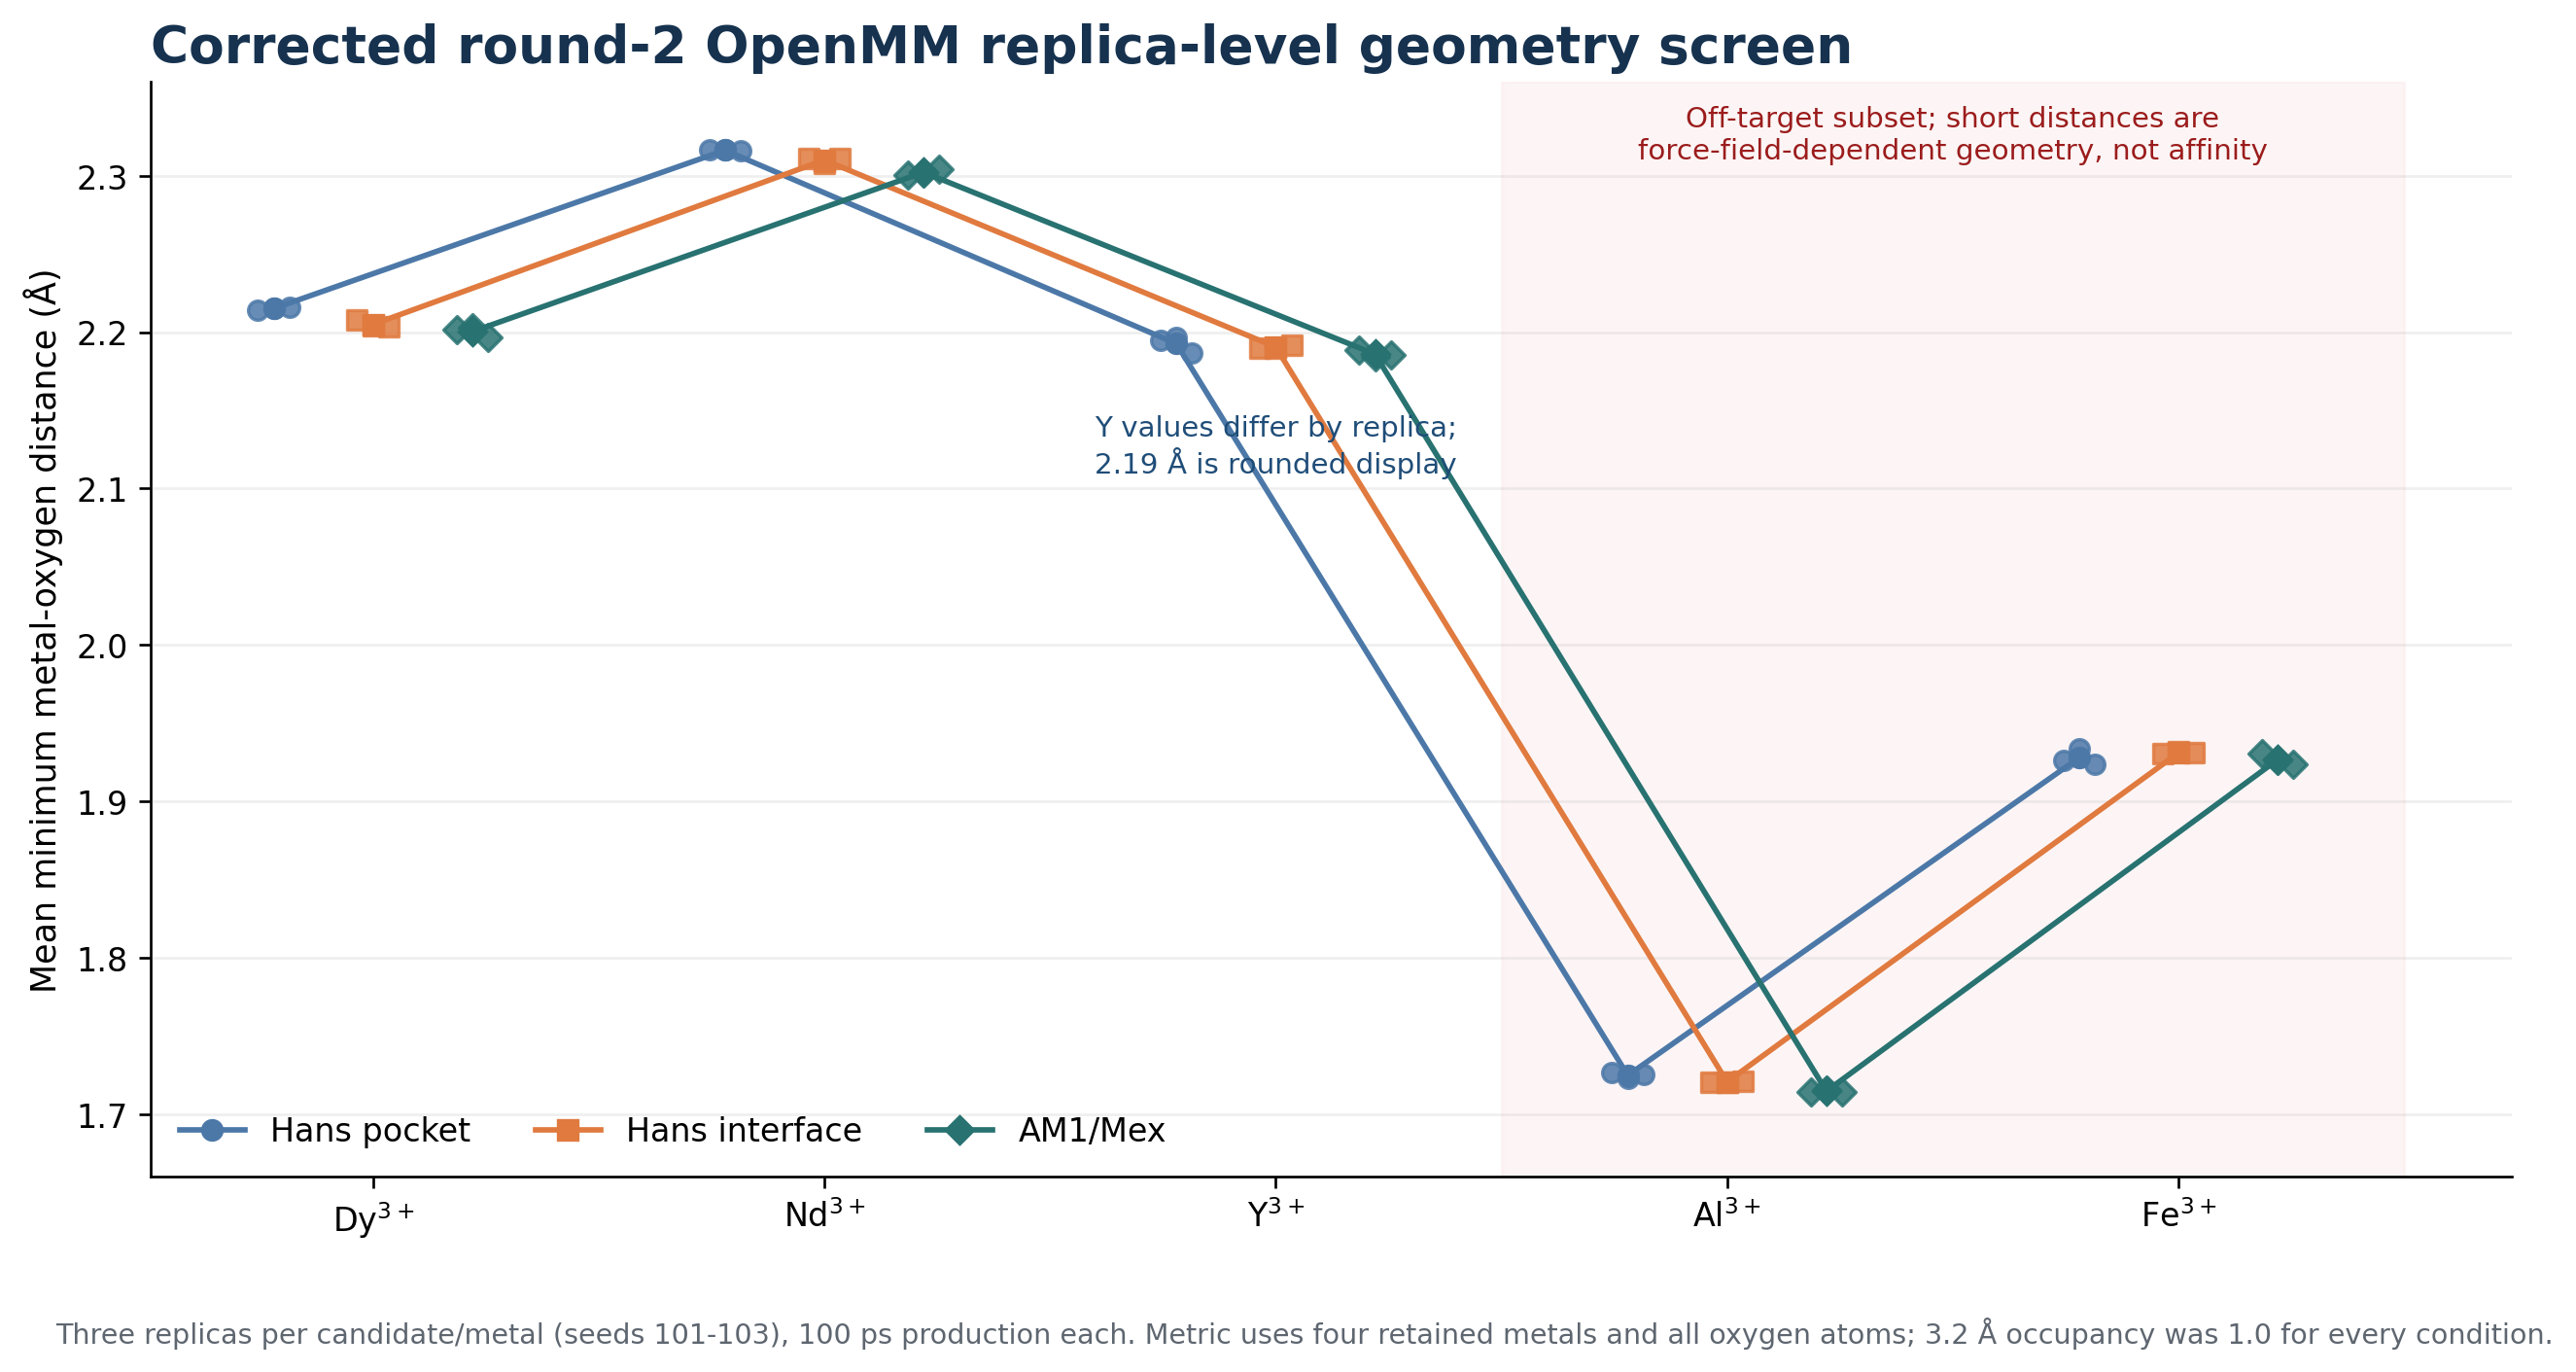 Corrected round-2 OpenMM replica-level geometry screen
Off-target subset; short distances are
force-field-dependent geometry, not affinity
Mean minimum metal-oxygen distance (Å)
2.3
2.2
2.1
2.0
1.9
1.8
1.7
Y values differ by replica;
2.19 Å is rounded display
Hans pocket
Hans interface
AM1/Mex
Dy³⁺
Nd³⁺
Y³⁺
Al³⁺
Fe³⁺
Three replicas per candidate/metal (seeds 101-103), 100 ps production each. Metric uses four retained metals and all oxygen atoms; 3.2 Å occupancy was 1.0 for every condition.